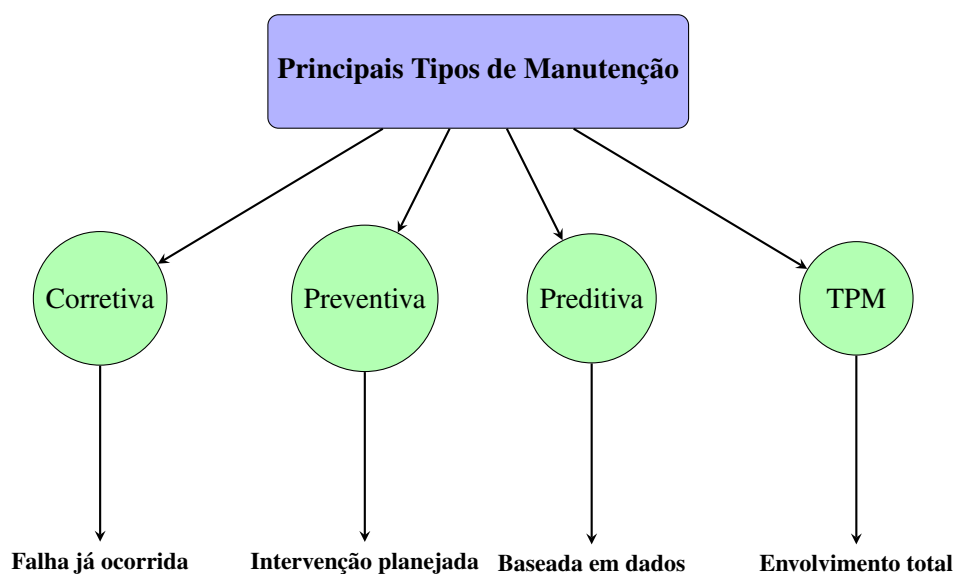 Principais Tipos de Manutenção
Corretiva
Preventiva
Preditiva
TPM
Falha já ocorrida
Intervenção planejada
Baseada em dados
Envolvimento total